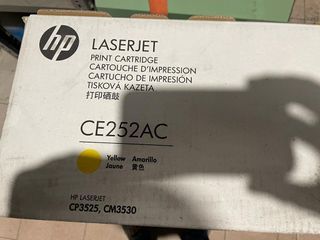 hp
LASERJET
PRINT CARTRIDGE
CARTOUCHE D'IMPRESSION
CARTUCHO DE IMPRESIÓN
TISKOVÁ KAZETA
打印硒鼓
CE252AC
Yellow Amarillo
Jaune 黄色
HP LASERJET
CP3525, CM3530